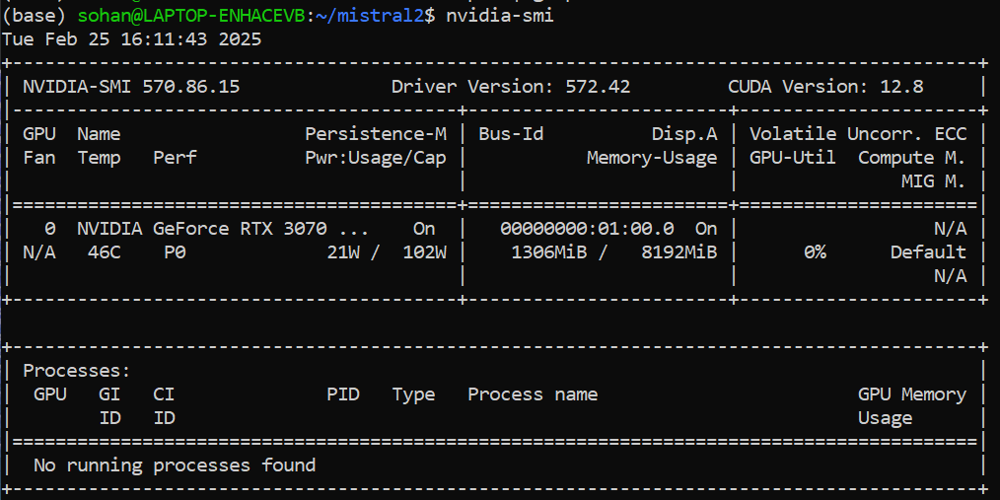 (base) sohan@LAPTOP-ENHACEVB:~/mistral2$ nvidia-smi
Tue Feb 25 16:11:43 2025
+-----------------------------------------------------------------------------------------+
| NVIDIA-SMI 570.86.15              Driver Version: 572.42         CUDA Version: 12.8     |
|-----------------------------------------+------------------------+----------------------+
| GPU  Name                 Persistence-M | Bus-Id          Disp.A | Volatile Uncorr. ECC |
| Fan  Temp   Perf          Pwr:Usage/Cap |           Memory-Usage | GPU-Util  Compute M. |
|                                         |                        |               MIG M. |
|=========================================+========================+======================|
|   0  NVIDIA GeForce RTX 3070 ...    On  |   00000000:01:00.0  On |                  N/A |
| N/A   46C    P0             21W /  102W |    1306MiB /   8192MiB |      0%      Default |
|                                         |                        |                  N/A |
+-----------------------------------------+------------------------+----------------------+

+-----------------------------------------------------------------------------------------+
| Processes:                                                                              |
|  GPU   GI   CI              PID   Type   Process name                        GPU Memory |
|        ID   ID                                                               Usage      |
|=========================================================================================|
|  No running processes found                                                             |
+-----------------------------------------------------------------------------------------+